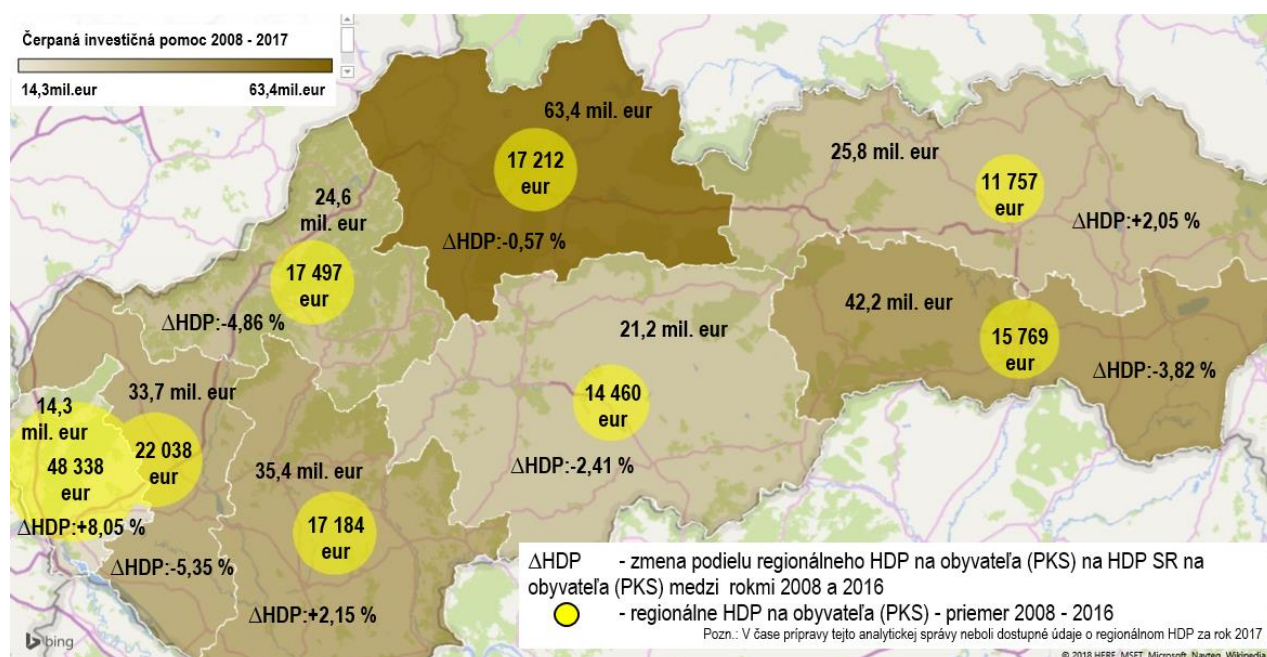 Čerpaná investičná pomoc 2008 - 2017
14,3mil.eur 63,4mil.eur
63,4 mil. eur
17 212
eur
ΔHDP:-0,57 %
25,8 mil. eur
11 757
eur
ΔHDP:+2,05 %
24,6
mil. eur
17 497
eur
ΔHDP:-4,86 %
42,2 mil. eur
15 769
eur
ΔHDP:-3,82 %
21,2 mil. eur
14 460
eur
ΔHDP:-2,41 %
33,7 mil. eur
22 038
eur
ΔHDP:-5,35 %
14,3
mil. eur
48 338
eur
ΔHDP:+8,05 %
35,4 mil. eur
17 184
eur
ΔHDP:+2,15 %
ΔHDP - zmena podielu regionálneho HDP na obyvateľa (PKS) na HDP SR na
obyvateľa (PKS) medzi rokmi 2008 a 2016
- regionálne HDP na obyvateľa (PKS) - priemer 2008 - 2016
Pozn.: V čase prípravy tejto analytickej správy neboli dostupné údaje o regionálnom HDP za rok 2017
bing
© 2018 HERE, MSFT, Microsoft, Navteq, Wikipedia